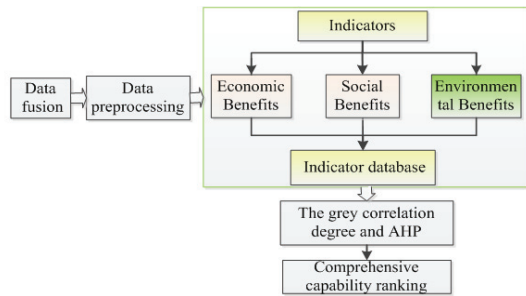 Indicators
Data
fusion
Data
preprocessing
Economic
Benefits
Social
Benefits
Environmen
tal Benefits
Indicator database
The grey correlation
degree and AHP
Comprehensive
capability ranking